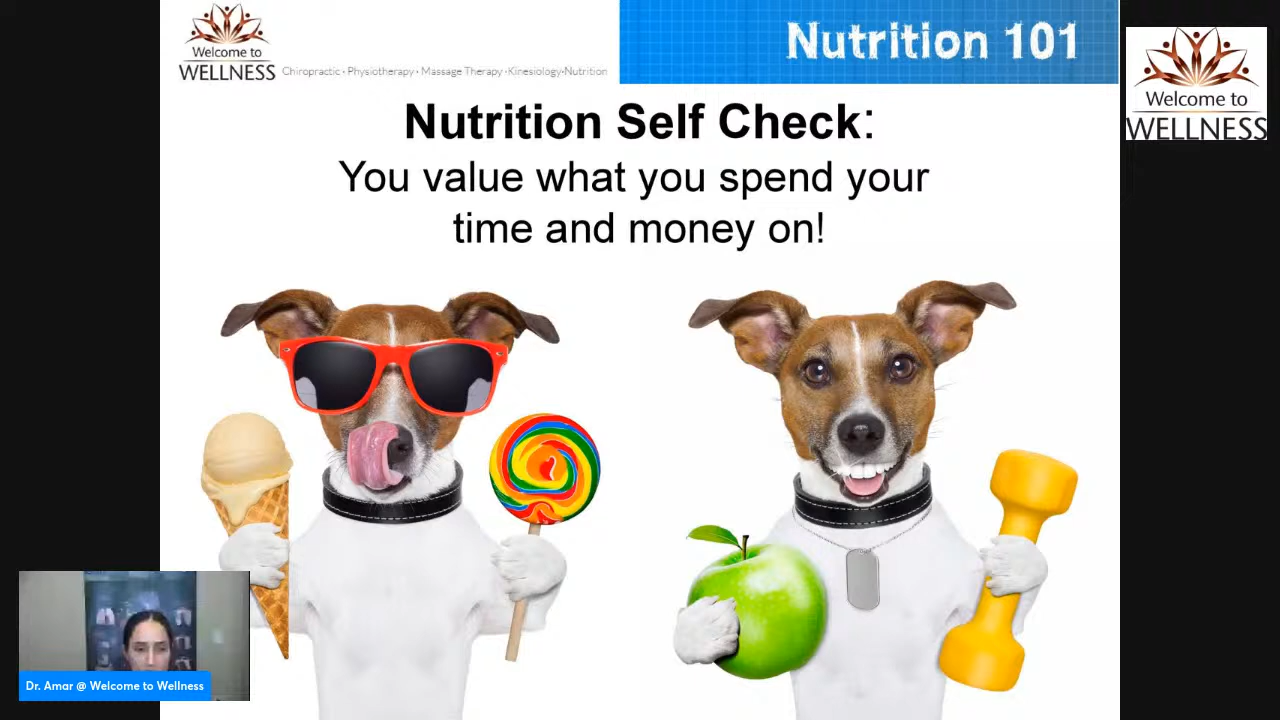 Welcome to
WELLNESS
Chiropractic • Physiotherapy • Massage Therapy •Kinesiology•Nutrition
Nutrition 101
Welcome to
WELLNESS
Nutrition Self Check:
You value what you spend your
time and money on!
Dr. Amar @ Welcome to Wellness